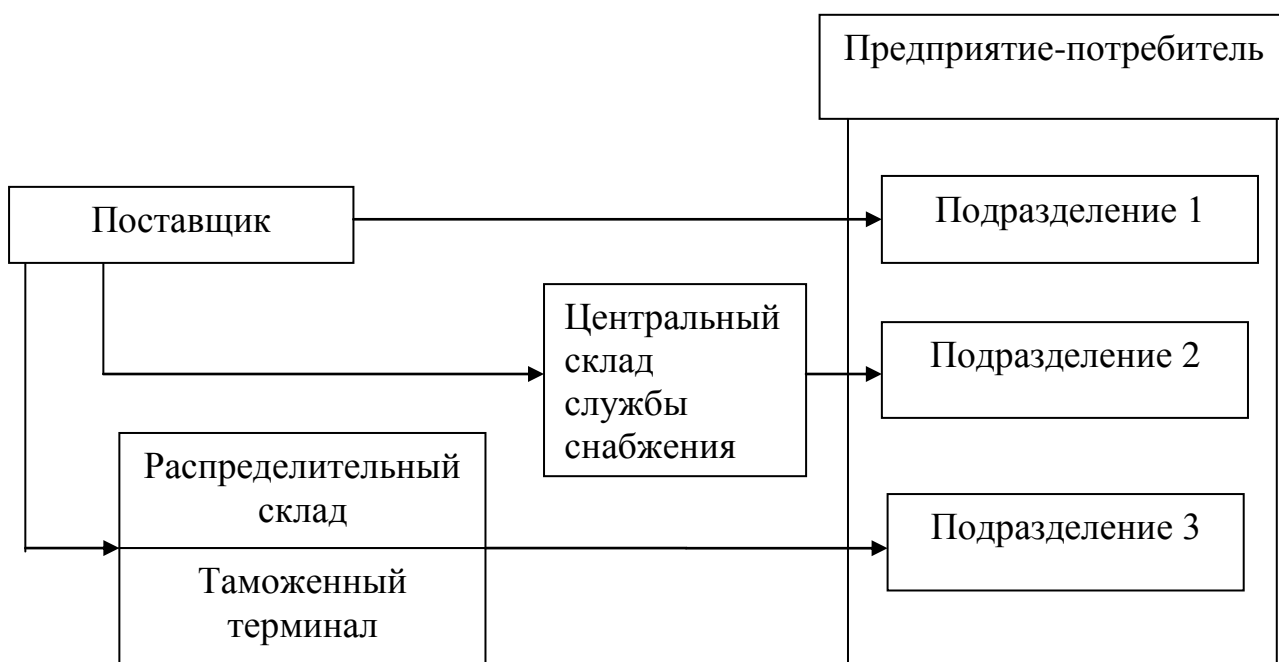 Предприятие-потребитель
Поставщик
Подразделение 1
Центральный
склад
службы
снабжения
Подразделение 2
Распределительный
склад
Таможенный
терминал
Подразделение 3